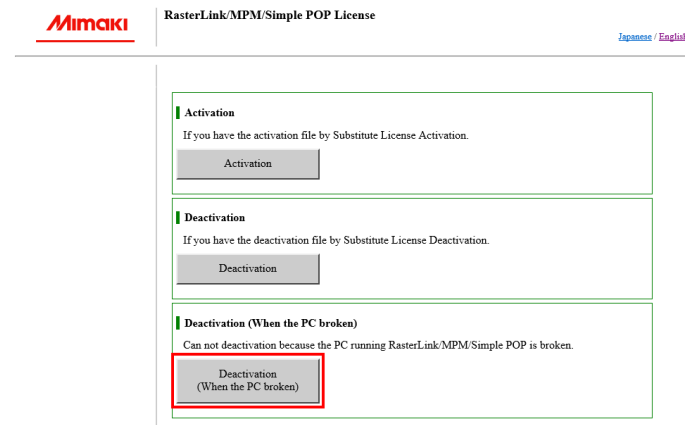 Mimaki
RasterLink/MPM/Simple POP License
Japanese / English
Activation
If you have the activation file by Substitute License Activation.
Activation
Deactivation
If you have the deactivation file by Substitute License Deactivation.
Deactivation
Deactivation (When the PC broken)
Can not deactivation because the PC running RasterLink/MPM/Simple POP is broken.
Deactivation
(When the PC broken)